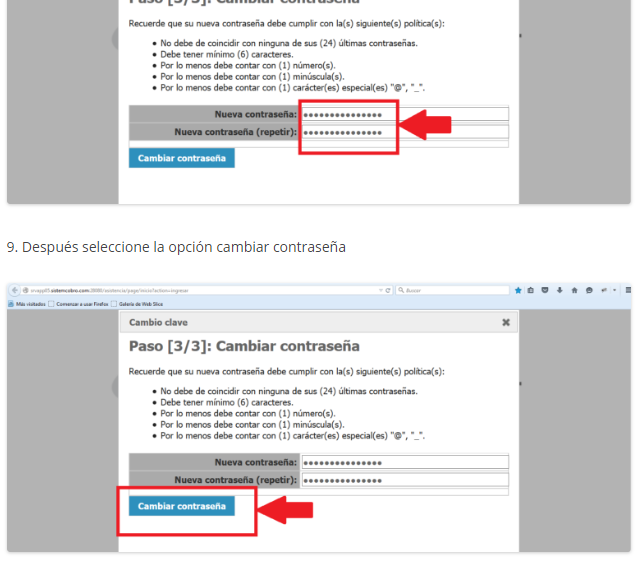 Paso [3/3]: Cambiar contraseña
Recuerde que su nueva contraseña debe cumplir con la(s) siguiente(s) política(s):
• No debe de coincidir con ninguna de sus (24) últimas contraseñas.
• Debe tener mínimo (6) caracteres.
• Por lo menos debe contar con (1) número(s).
• Por lo menos debe contar con (1) minúscula(s).
• Por lo menos debe contar con (1) carácter(es) especial(es) "@", "_".
Nueva contraseña:
Nueva contraseña (repetir):
Cambiar contraseña
9. Después seleccione la opción cambiar contraseña
Buscar
Más visitados Comenzar a usar Firefox Galería de Web Slice
Cambio clave
Paso [3/3]: Cambiar contraseña
Recuerde que su nueva contraseña debe cumplir con la(s) siguiente(s) política(s):
• No debe de coincidir con ninguna de sus (24) últimas contraseñas.
• Debe tener mínimo (6) caracteres.
• Por lo menos debe contar con (1) número(s).
• Por lo menos debe contar con (1) minúscula(s).
• Por lo menos debe contar con (1) carácter(es) especial(es) "@", "_".
Nueva contraseña:
Nueva contraseña (repetir):
Cambiar contraseña